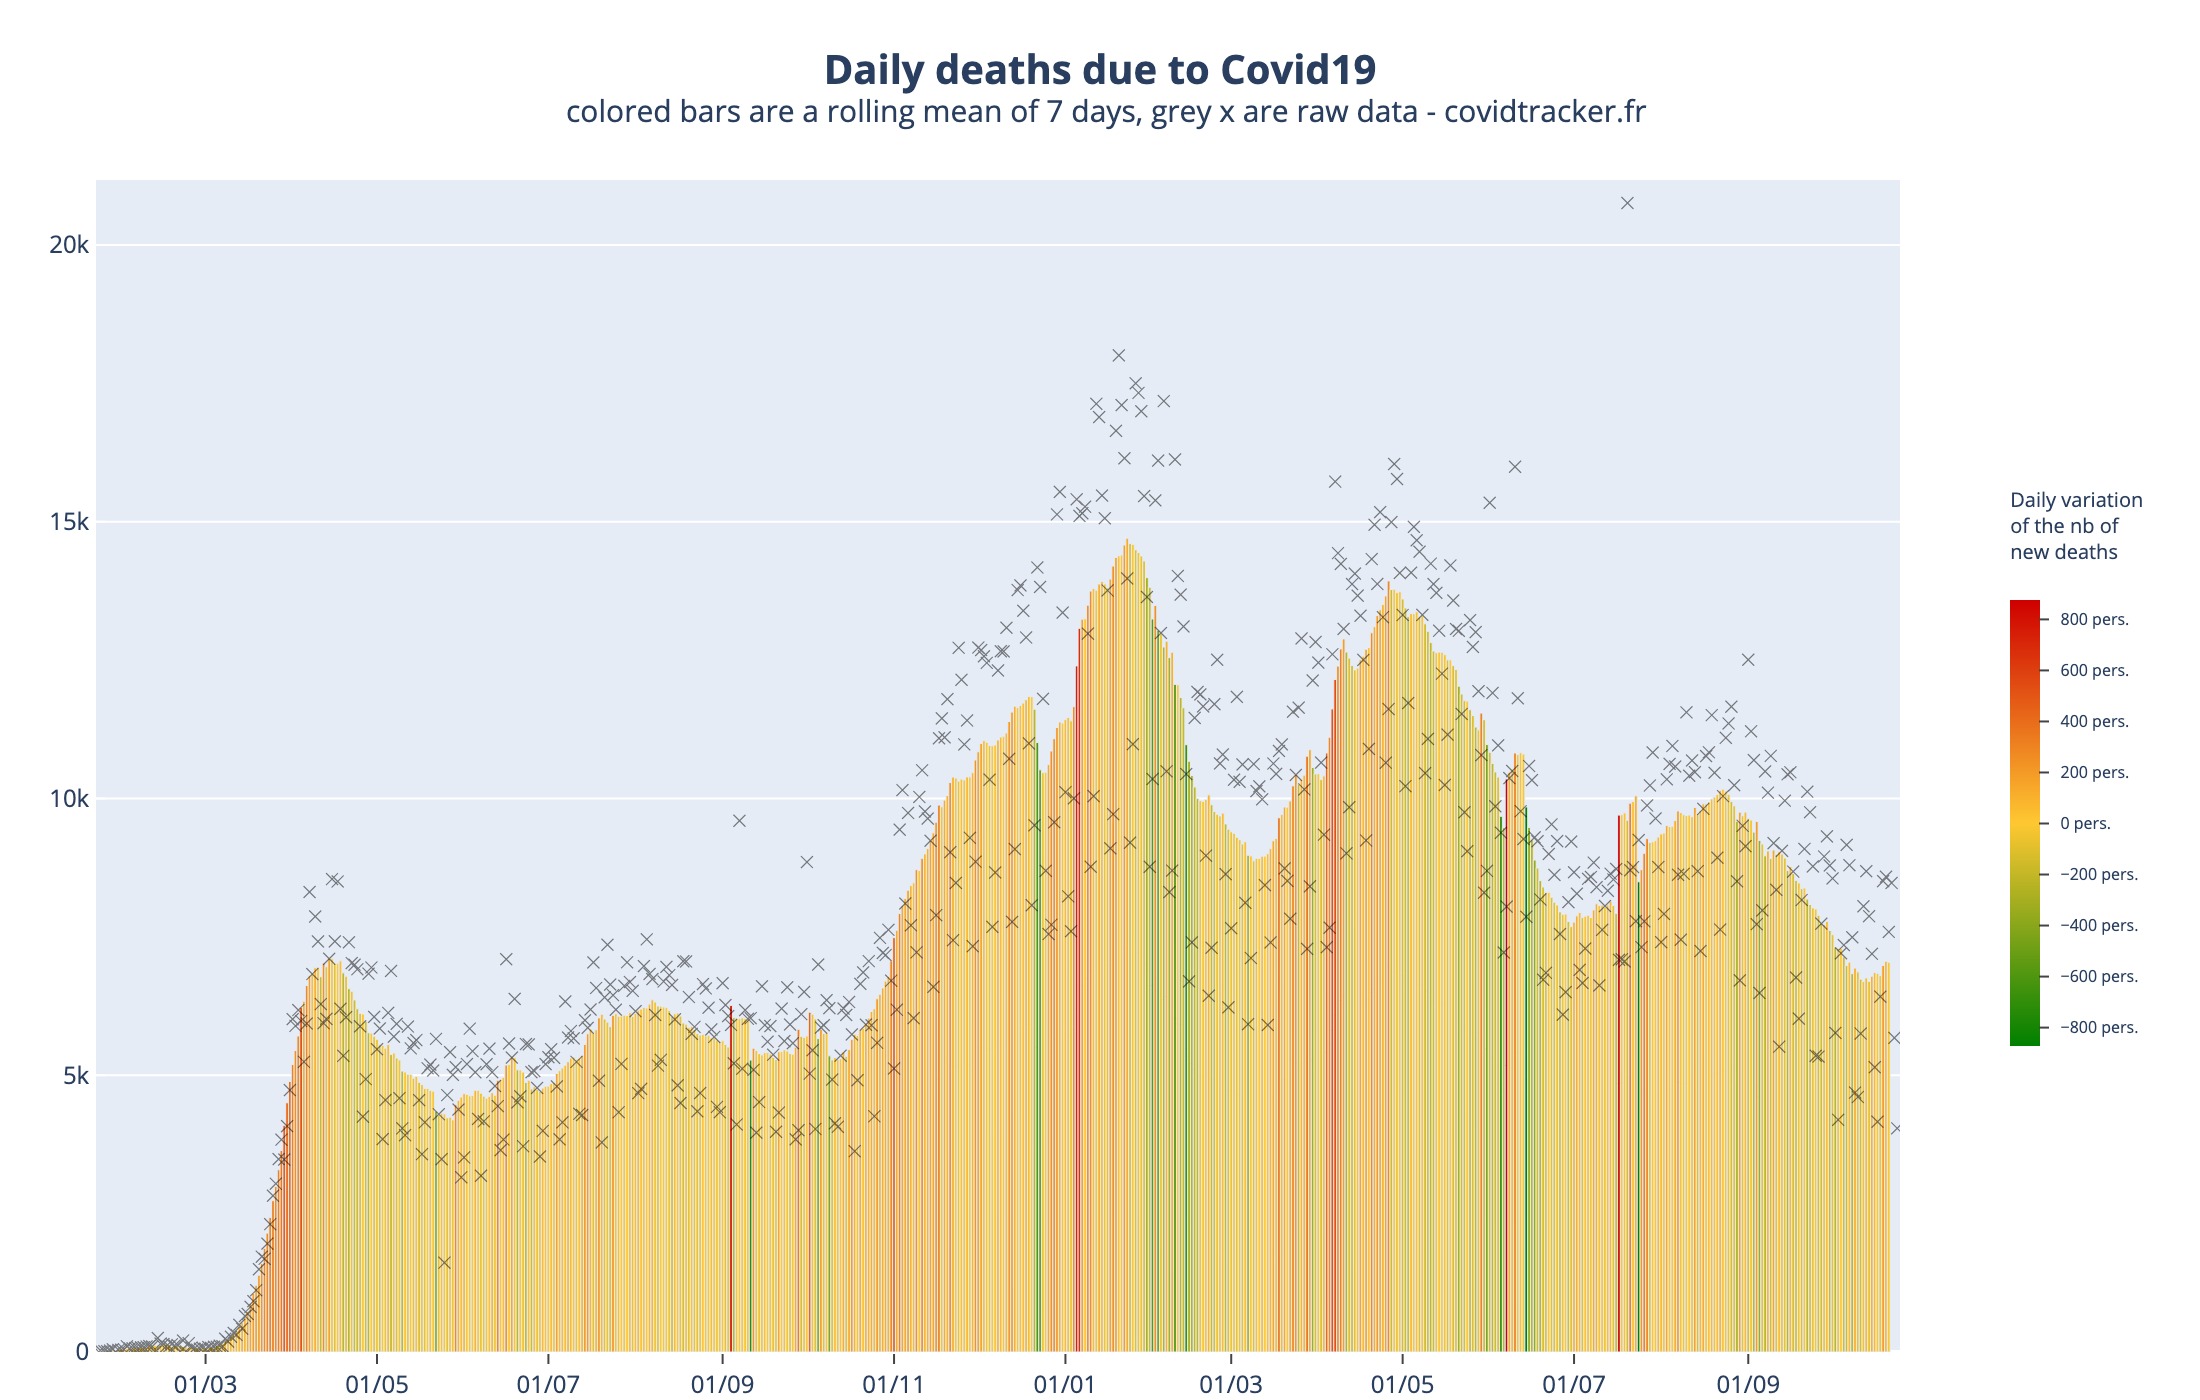 Daily deaths due to Covid19
colored bars are a rolling mean of 7 days, grey x are raw data - covidtracker.fr
20k
15k
10k
5k
0
01/03 01/05 01/07 01/09 01/11 01/01 01/03 01/05 01/07 01/09
Daily variation
of the nb of
new deaths
800 pers.
600 pers.
400 pers.
200 pers.
0 pers.
−200 pers.
−400 pers.
−600 pers.
−800 pers.